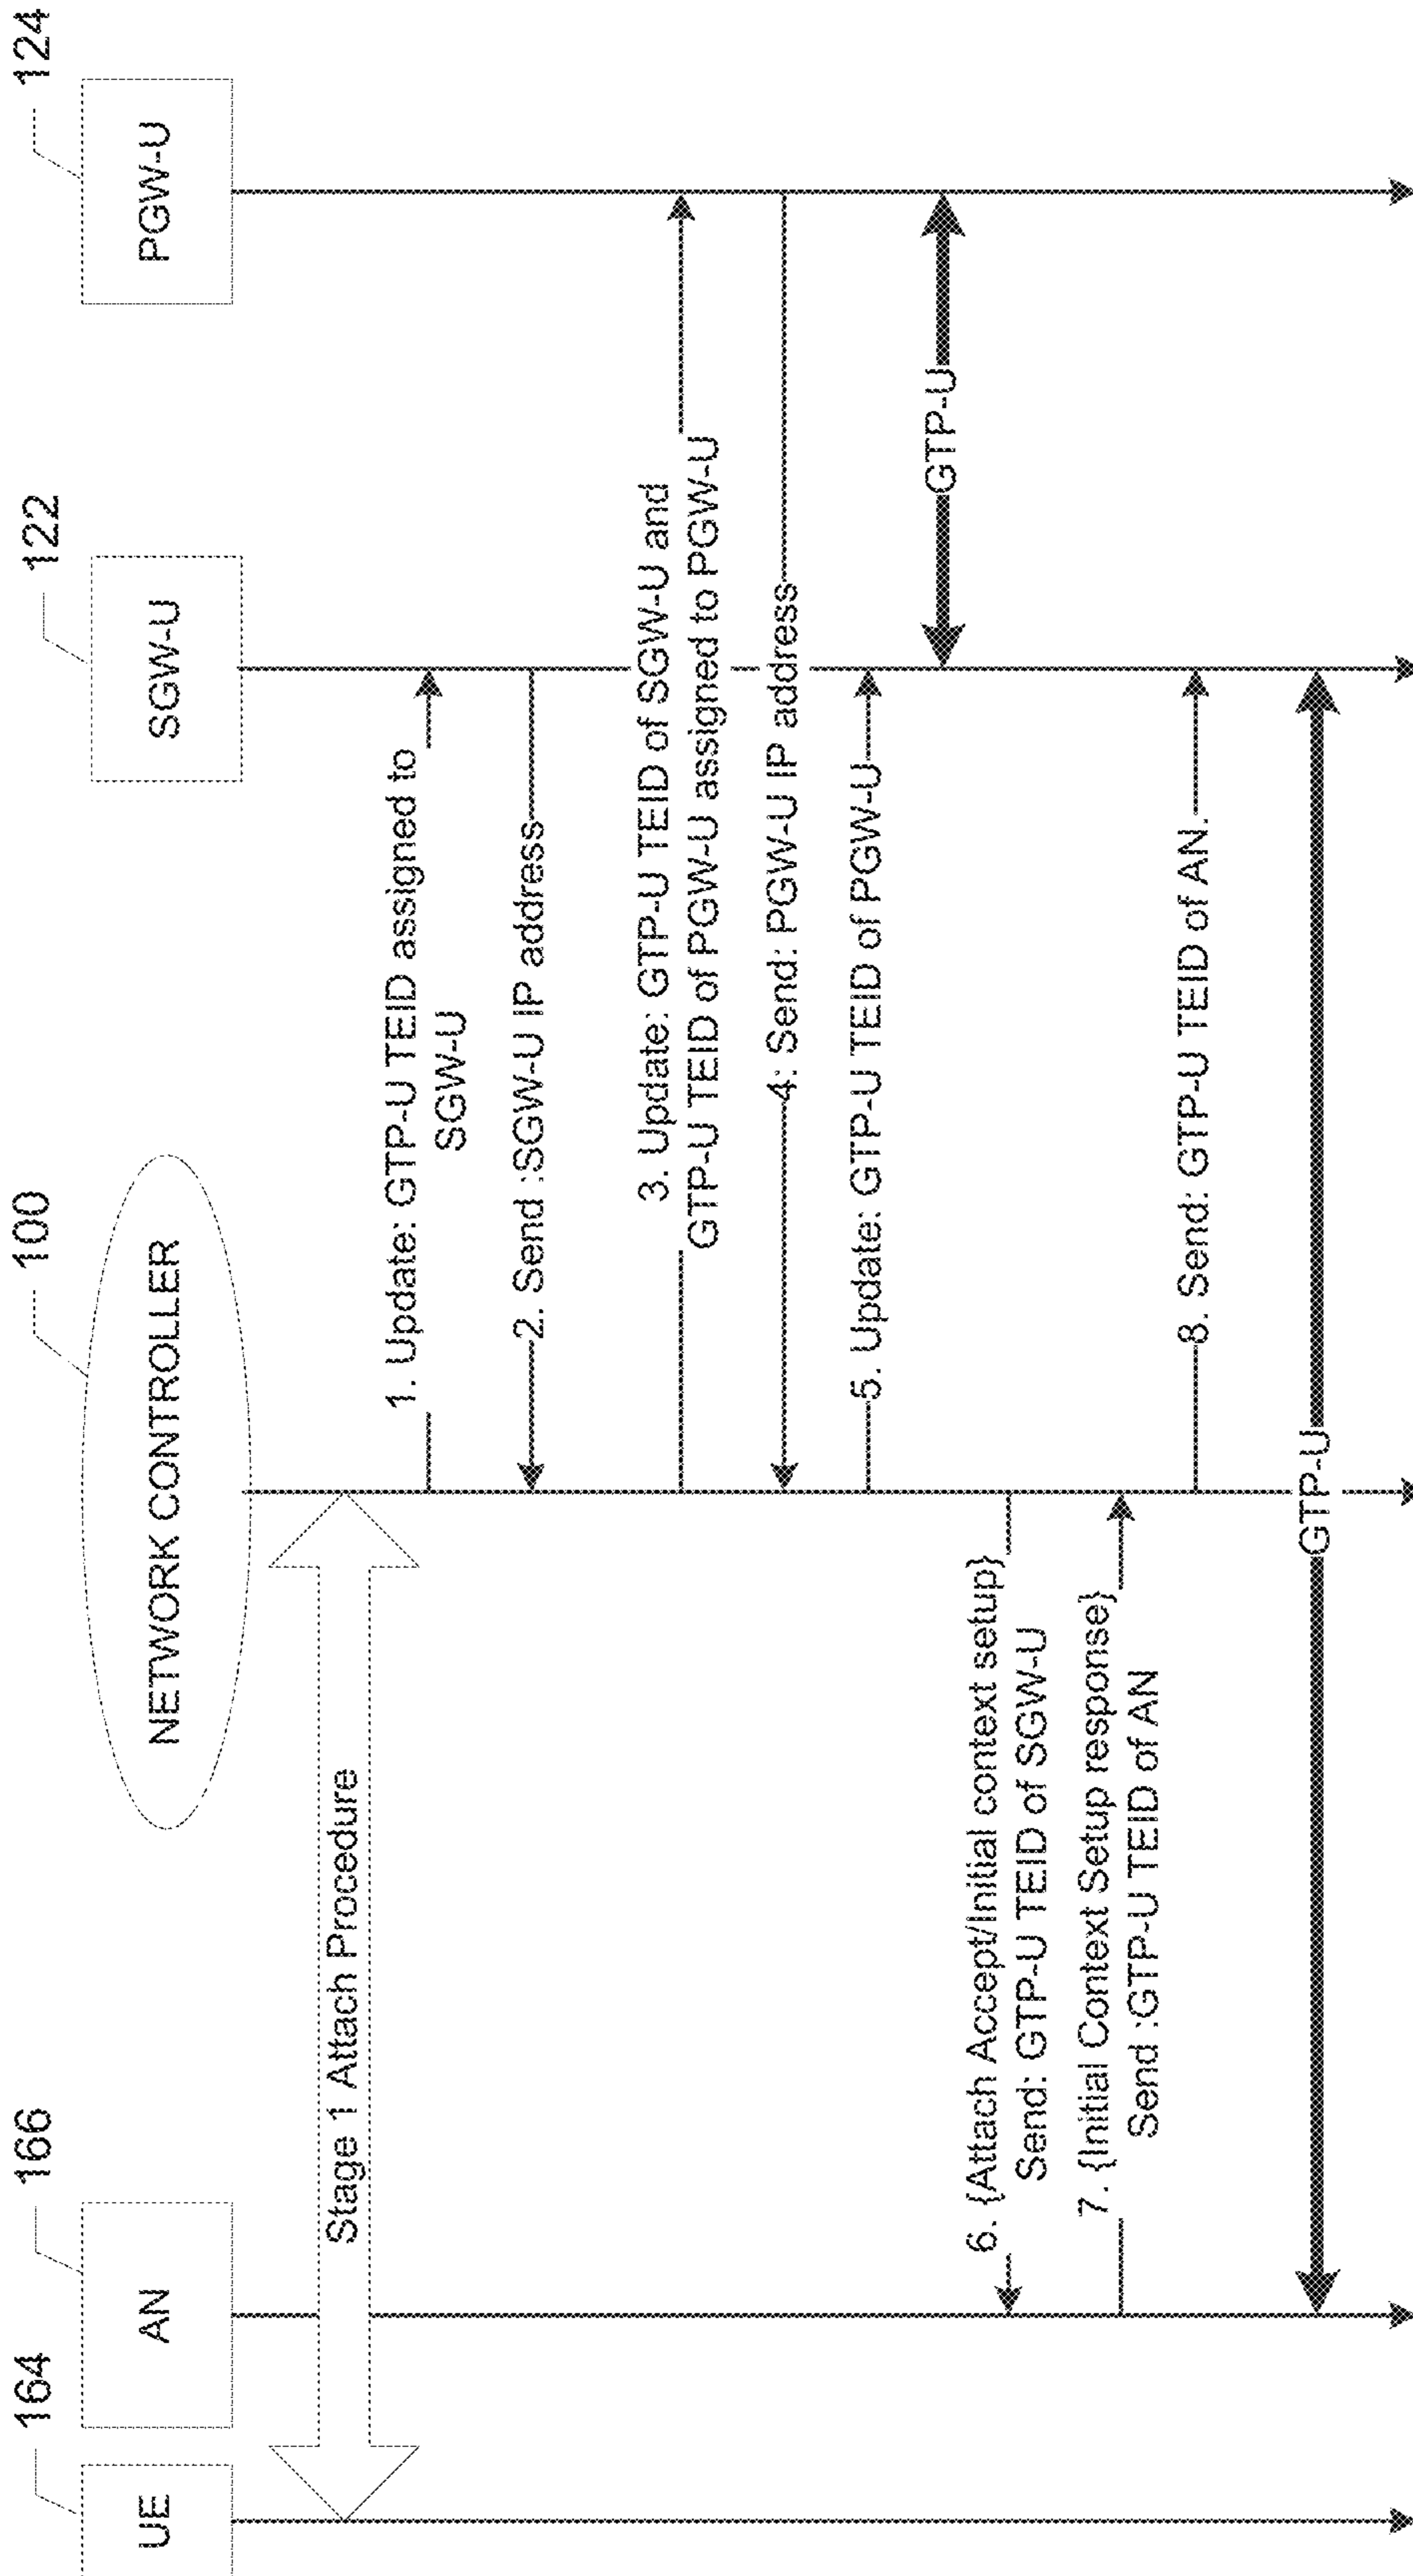 164
166
100
122
124
UE
AN
NETWORK CONTROLLER
SGW-U
PGW-U
Stage 1 Attach Procedure
1. Update: GTP-U TEID assigned to
SGW-U
2. Send :SGW-U IP address
3. Update: GTP-U TEID of SGW-U and
GTP-U TEID of PGW-U assigned to PGW-U
4: Send: PGW-U IP address
5. Update: GTP-U TEID of PGW-U
GTP-U
6. {Attach Accept/Initial context setup}
Send: GTP-U TEID of SGW-U
7. {Initial Context Setup response}
Send :GTP-U TEID of AN
8. Send: GTP-U TEID of AN.
GTP-U